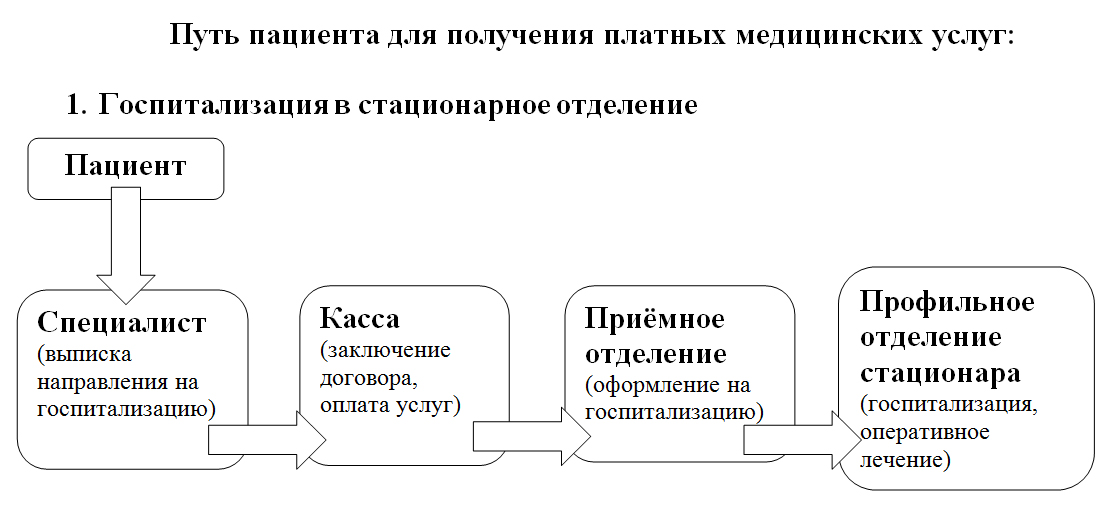 Путь пациента для получения платных медицинских услуг:
1. Госпитализация в стационарное отделение
Пациент
Специалист
(выписка
направления на
госпитализацию)
Касса
(заключение
договора,
оплата услуг)
Приёмное
отделение
(оформление на
госпитализацию)
Профильное
отделение
стационара
(госпитализация,
оперативное
лечение)